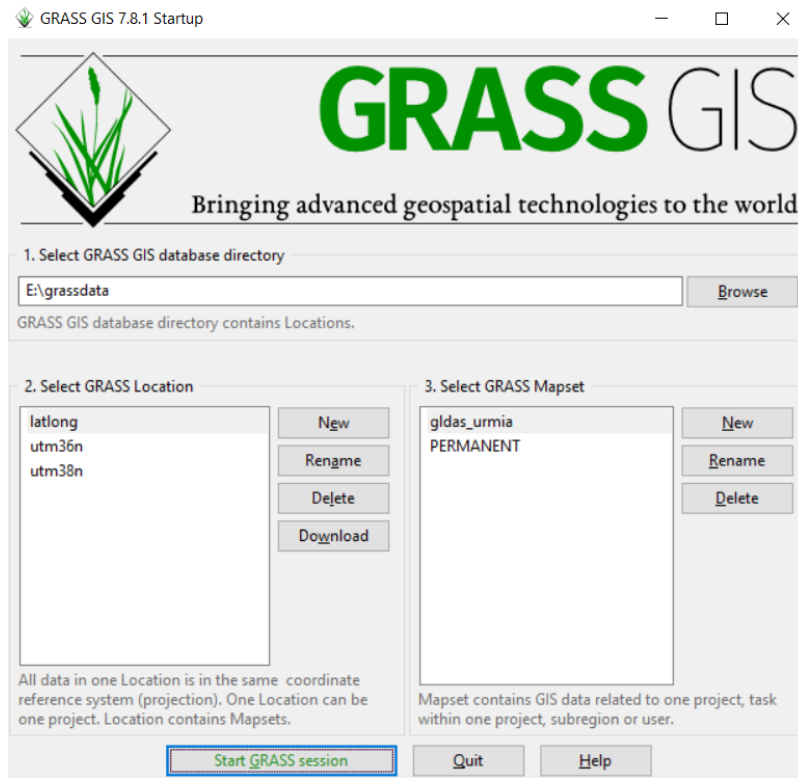 GRASS GIS 7.8.1 Startup
GRASS GIS
Bringing advanced geospatial technologies to the world
1. Select GRASS GIS database directory
E:\grassdata
Browse
GRASS GIS database directory contains Locations.
2. Select GRASS Location
latlong
utm36n
utm38n
New
Rename
Delete
Download
All data in one Location is in the same coordinate
reference system (projection). One Location can be
one project. Location contains Mapsets.
3. Select GRASS Mapset
gldas_urmia
PERMANENT
New
Rename
Delete
Mapset contains GIS data related to one project, task
within one project, subregion or user.
Start GRASS session
Quit
Help